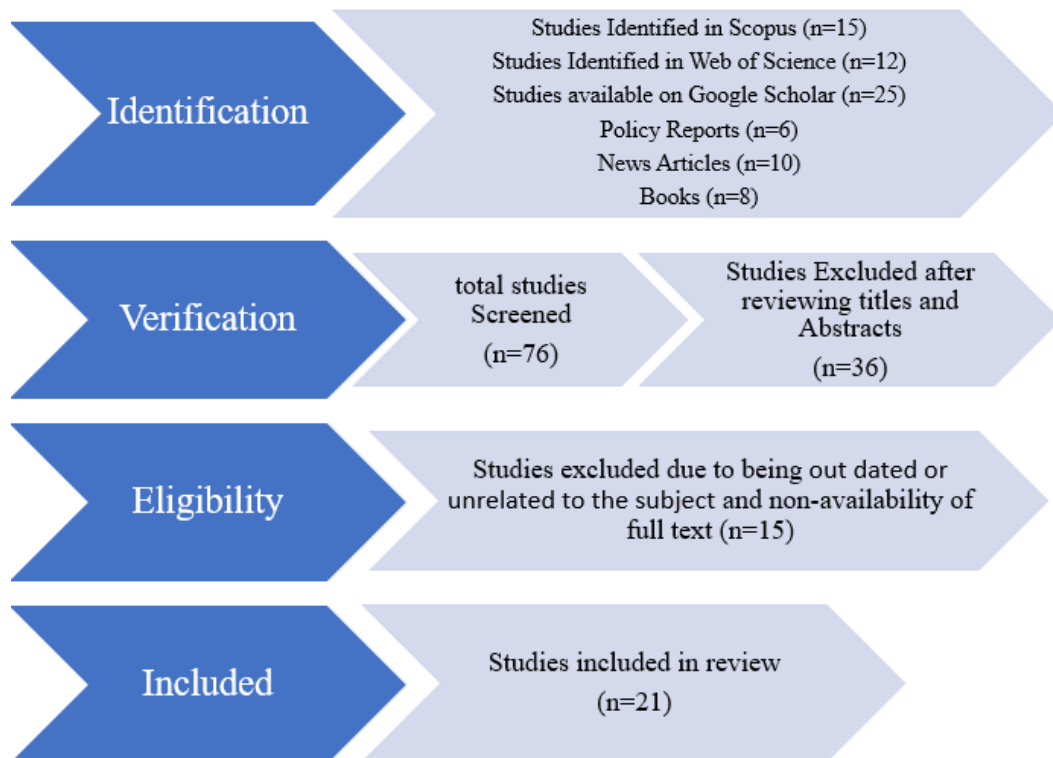 Identification
Studies Identified in Scopus (n=15)
Studies Identified in Web of Science (n=12)
Studies available on Google Scholar (n=25)
Policy Reports (n=6)
News Articles (n=10)
Books (n=8)
Verification
total studies
Screened
(n=76)
Studies Excluded after
reviewing titles and
Abstracts
(n=36)
Eligibility
Studies excluded due to being out dated or
unrelated to the subject and non-availability of
full text (n=15)
Included
Studies included in review
(n=21)